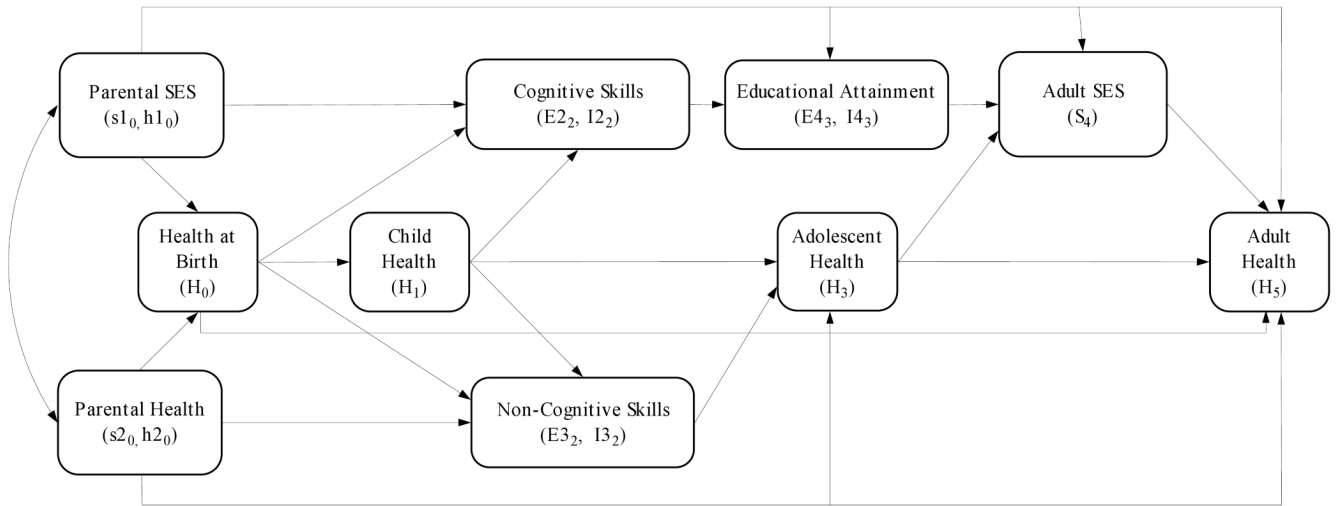 Parental SES
(s1₀, h1₀)
Cognitive Skills
(E2₂, I2₂)
Educational Attainment
(E4₃, I4₃)
Adult SES
(S₄)
Health at
Birth
(H₀)
Child
Health
(H₁)
Adolescent
Health
(H₃)
Adult
Health
(H₅)
Parental Health
(s2₀, h2₀)
Non-Cognitive Skills
(E3₂, I3₂)